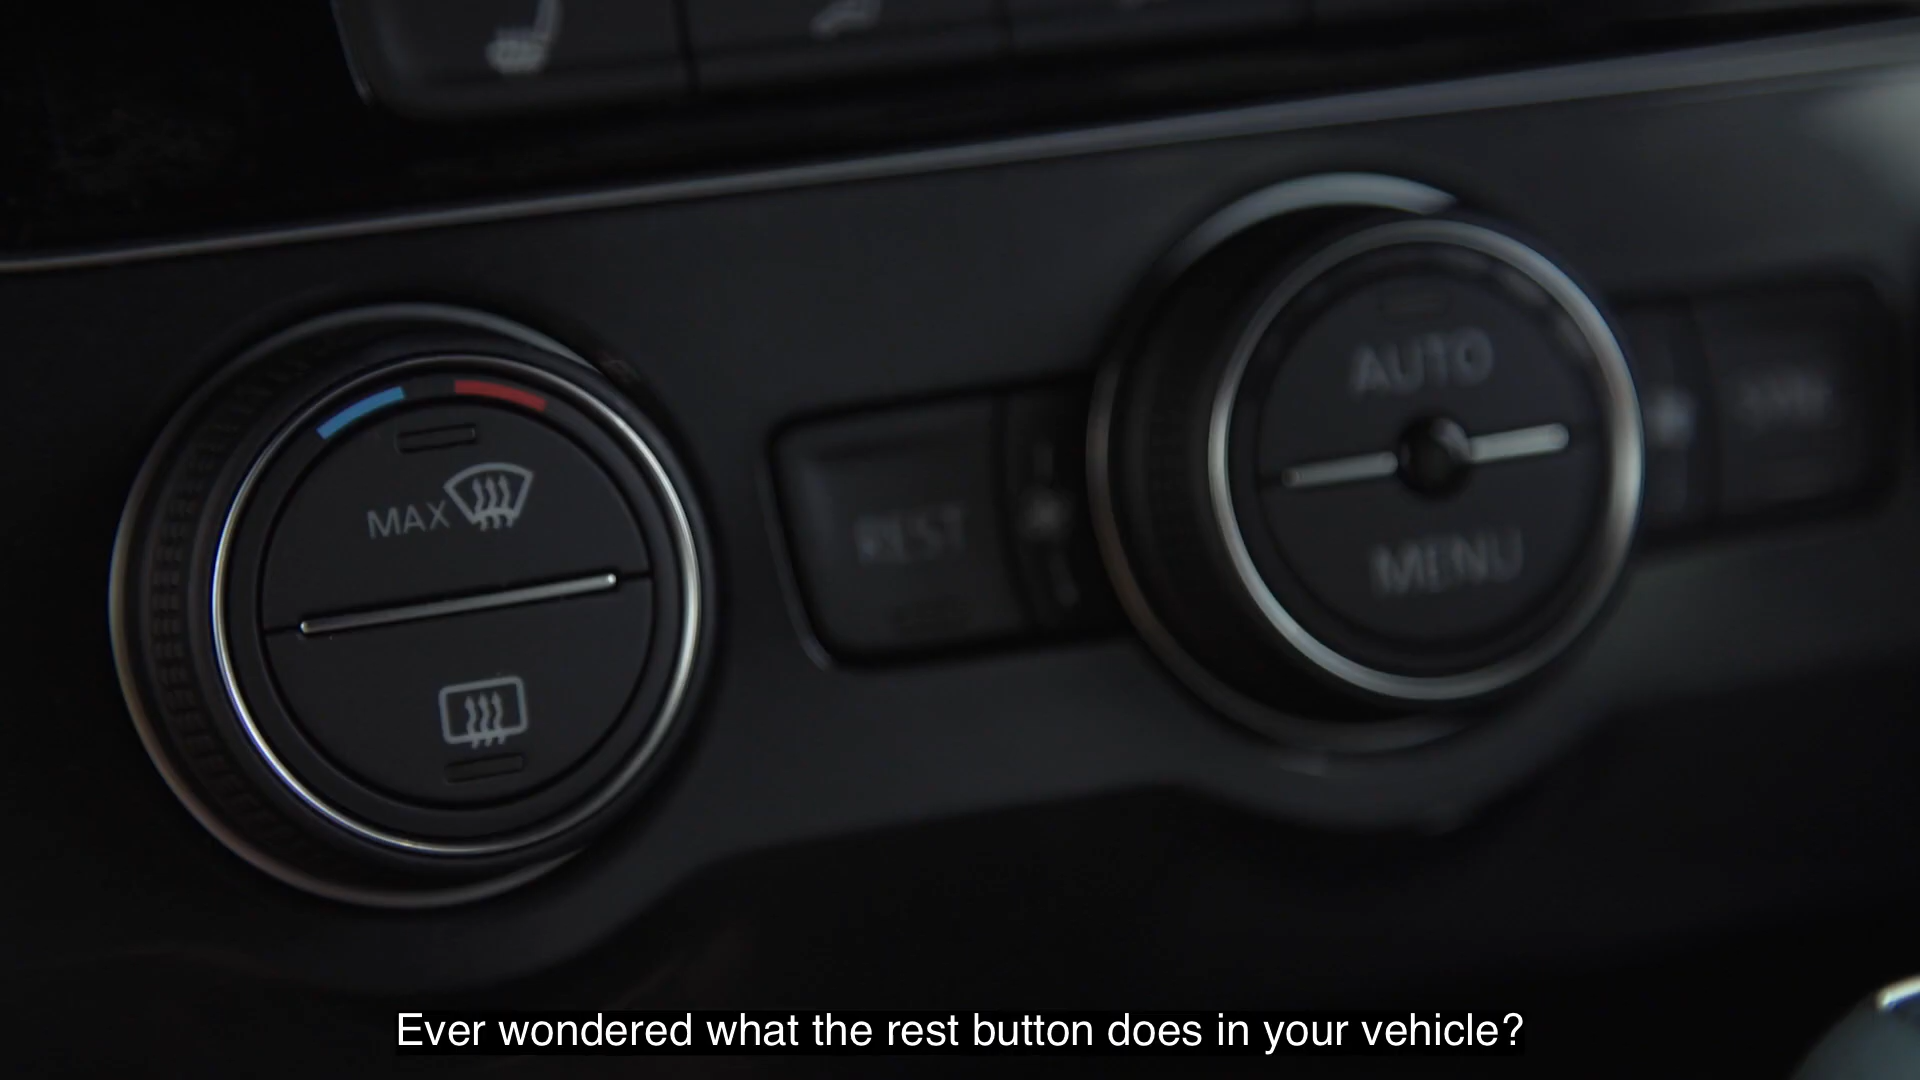 AUTO
MAX
REST
MENU
Ever wondered what the rest button does in your vehicle?